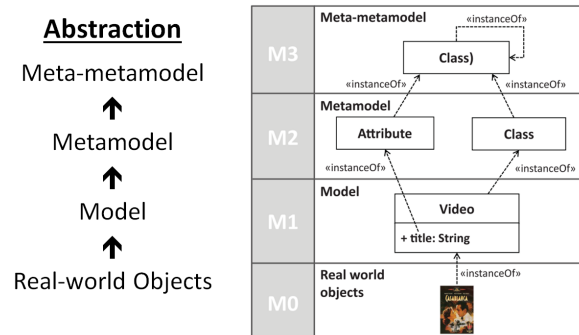 Abstraction
Meta-metamodel
Metamodel
Model
Real-world Objects
M3
Meta-metamodel
«instanceOf»
Class)
«instanceOf»
«instanceOf»
M2
Metamodel
Attribute
Class
«instanceOf»
«instanceOf»
M1
Model
Video
+ title: String
M0
Real world
objects
«instanceOf»
CASABLANCA